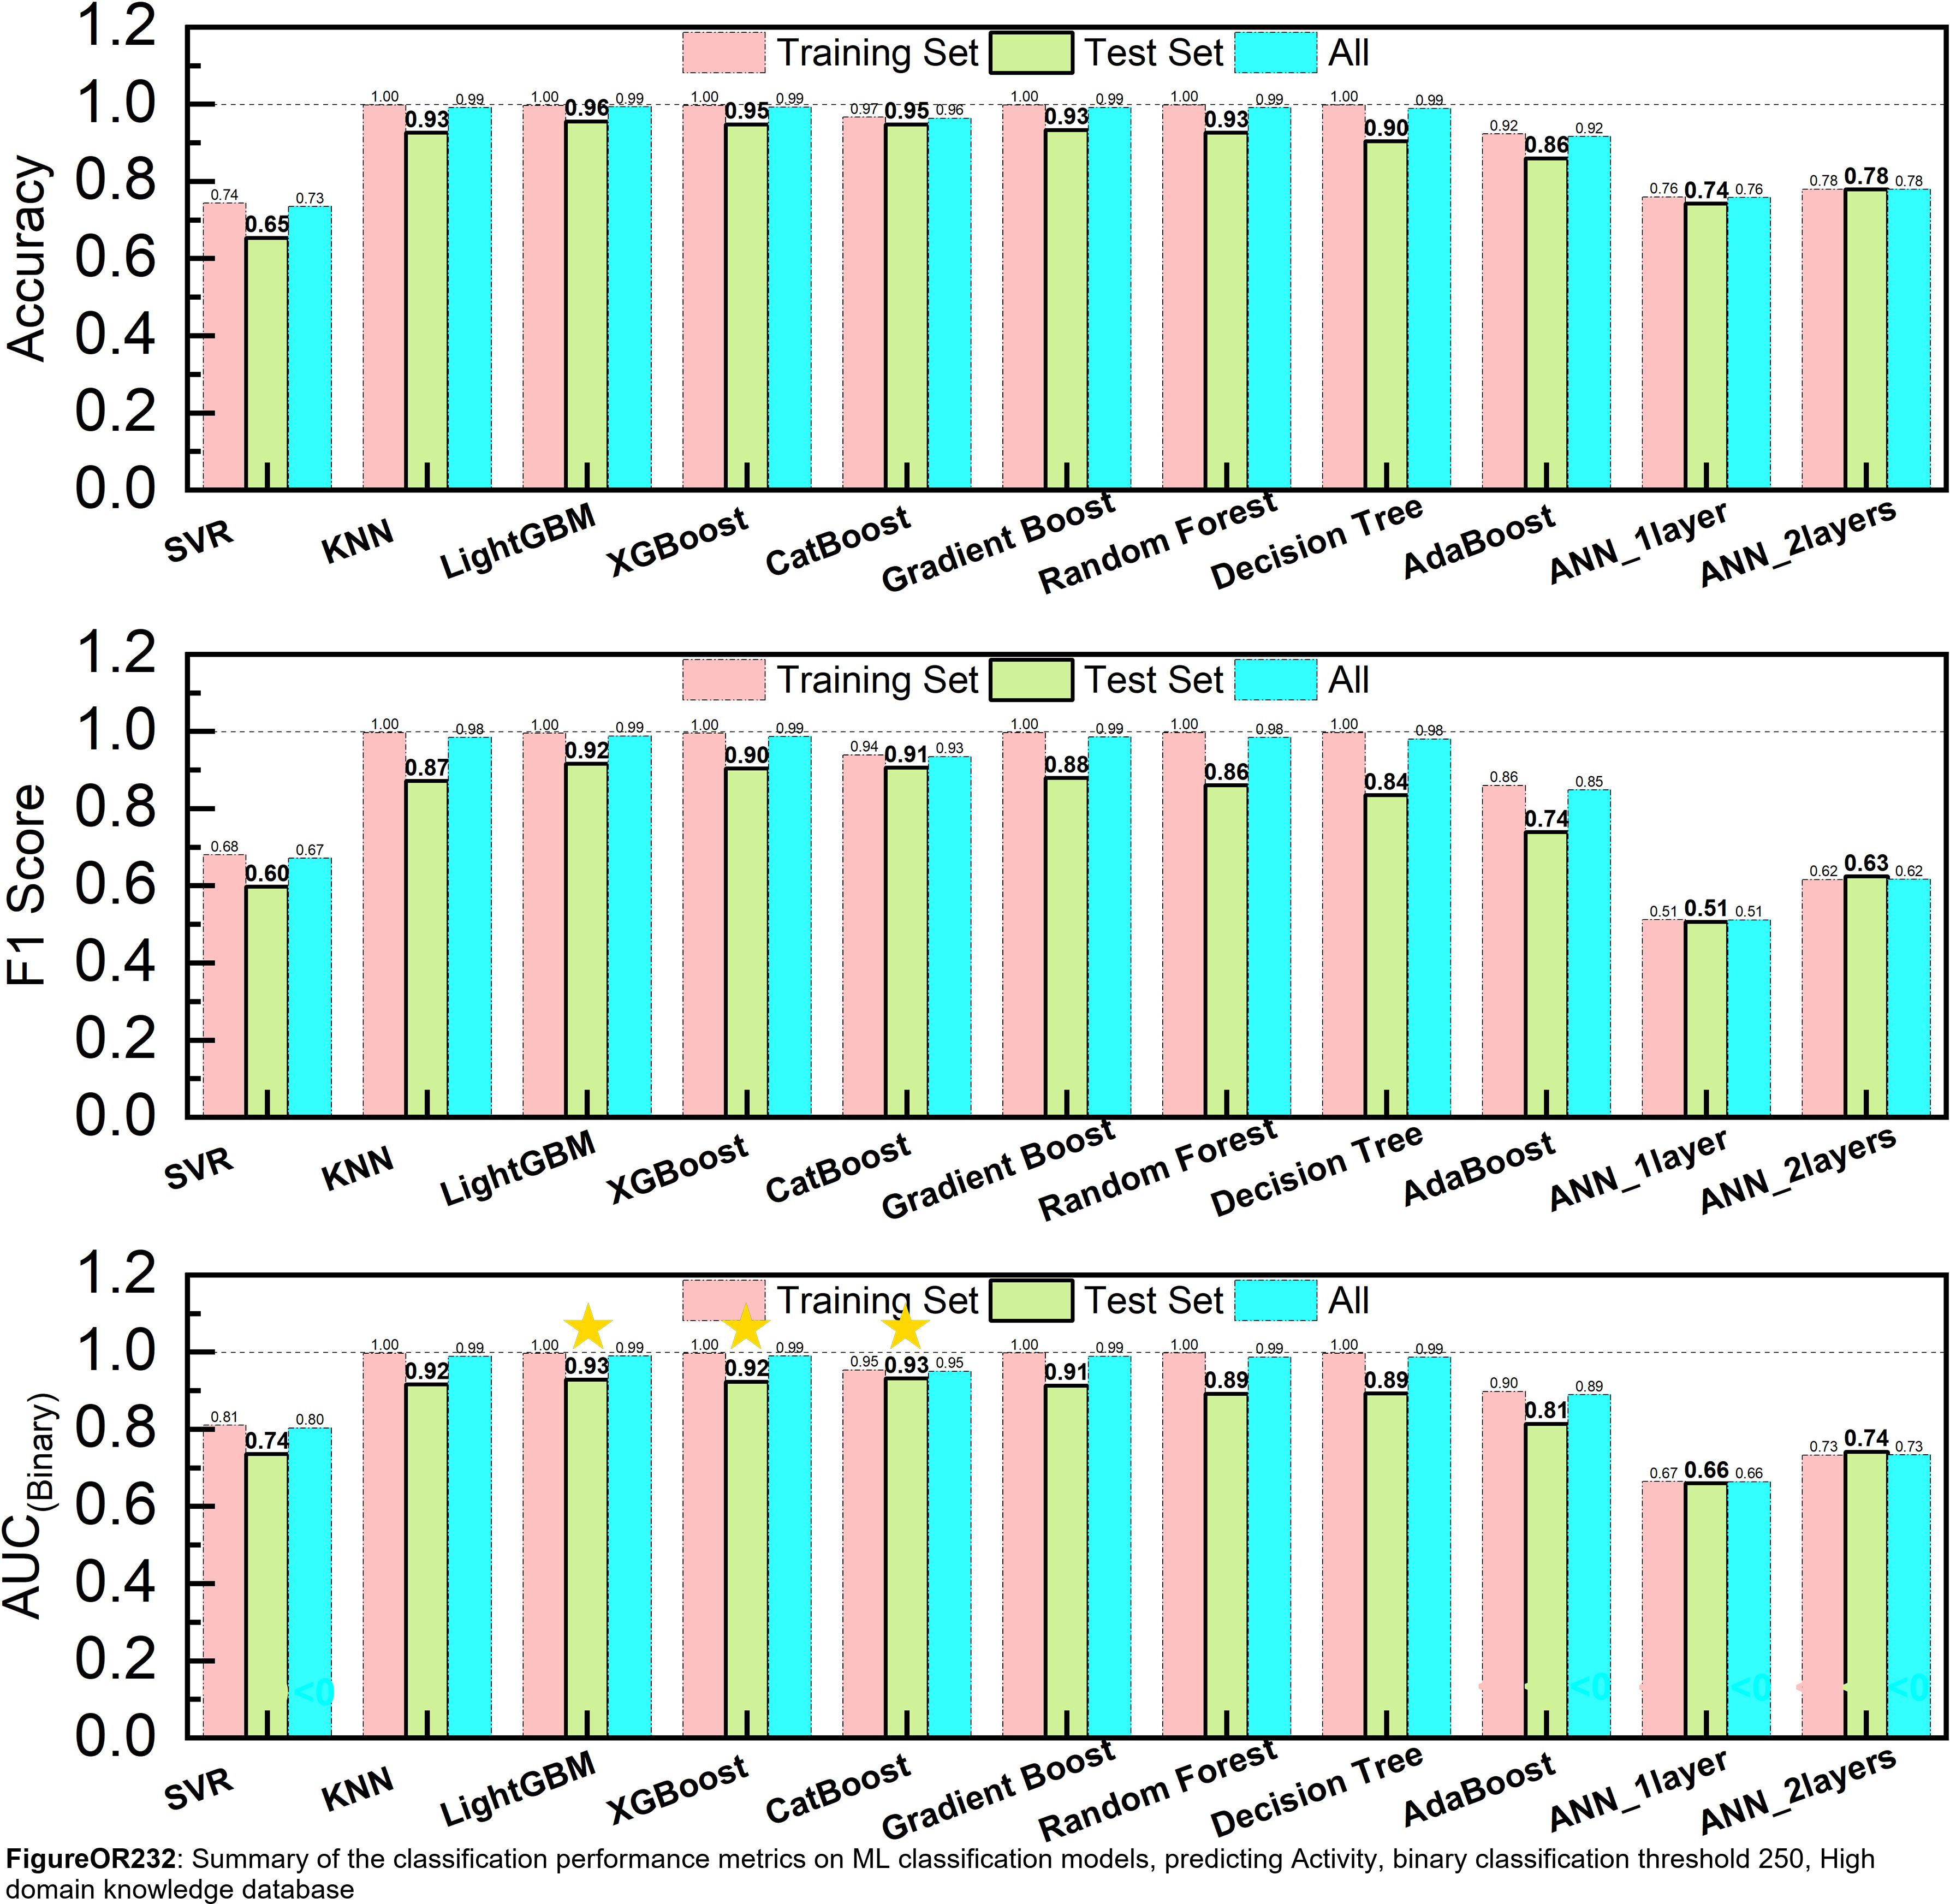 1.2
1.0
0.8
0.6
0.4
0.2
0.0
Accuracy
Training Set Test Set All
0.74 0.65 0.73
1.00 0.93 0.99
1.00 0.96 0.99
1.00 0.95 0.99
0.97 0.95 0.96
1.00 0.93 0.99
1.00 0.93 0.99
1.00 0.90 0.99
0.92 0.86 0.92
0.76 0.74 0.76
0.78 0.78 0.78
SVR KNN LightGBM XGBoost CatBoost Gradient Boost Random Forest Decision Tree AdaBoost ANN_1layer ANN_2layers
1.2
1.0
0.8
0.6
0.4
0.2
0.0
F1 Score
Training Set Test Set All
0.68 0.60 0.67
1.00 0.87 0.98
1.00 0.92 0.99
1.00 0.90 0.99
0.94 0.91 0.93
1.00 0.88 0.99
1.00 0.86 0.98
1.00 0.84 0.98
0.86 0.74 0.85
0.51 0.51 0.51
0.62 0.63 0.62
SVR KNN LightGBM XGBoost CatBoost Gradient Boost Random Forest Decision Tree AdaBoost ANN_1layer ANN_2layers
1.2
1.0
0.8
0.6
0.4
0.2
0.0
AUC(Binary)
Training Set Test Set All
0.81 0.74 0.80
1.00 0.92 0.99
1.00 0.93 0.99
1.00 0.92 0.99
0.95 0.93 0.95
1.00 0.91 0.99
1.00 0.89 0.99
1.00 0.89 0.99
0.90 0.81 0.89
0.67 0.66 0.66
0.73 0.74 0.73
<0 <0 <0 <0
SVR KNN LightGBM XGBoost CatBoost Gradient Boost Random Forest Decision Tree AdaBoost ANN_1layer ANN_2layers
FigureOR232: Summary of the classification performance metrics on ML classification models, predicting Activity, binary classification threshold 250, High
domain knowledge database